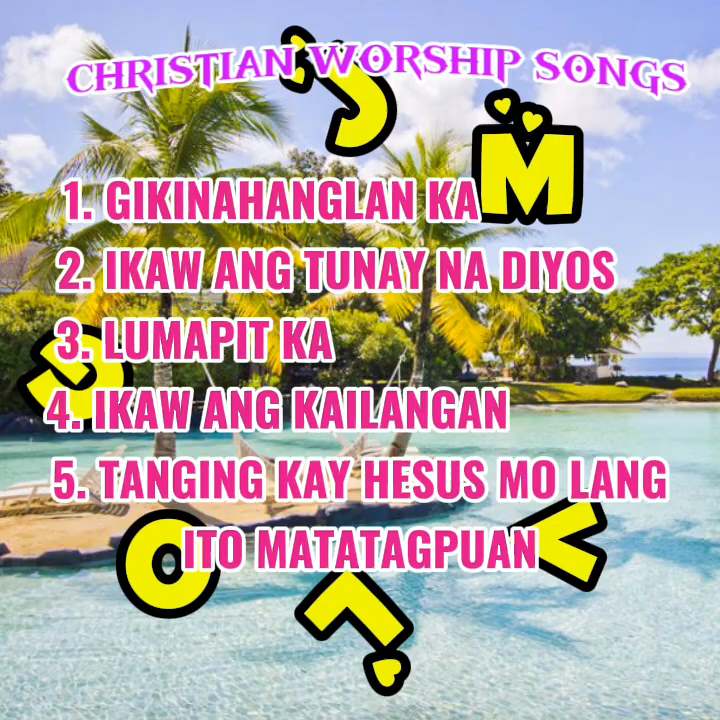 CHRISTIAN WORSHIP SONGS
1. GIKINAHANGLAN KA
2. IKAW ANG TUNAY NA DIYOS
3. LUMAPIT KA
4. IKAW ANG KAILANGAN
5. TANGING KAY HESUS MO LANG
ITO MATATAGPUAN
M
O